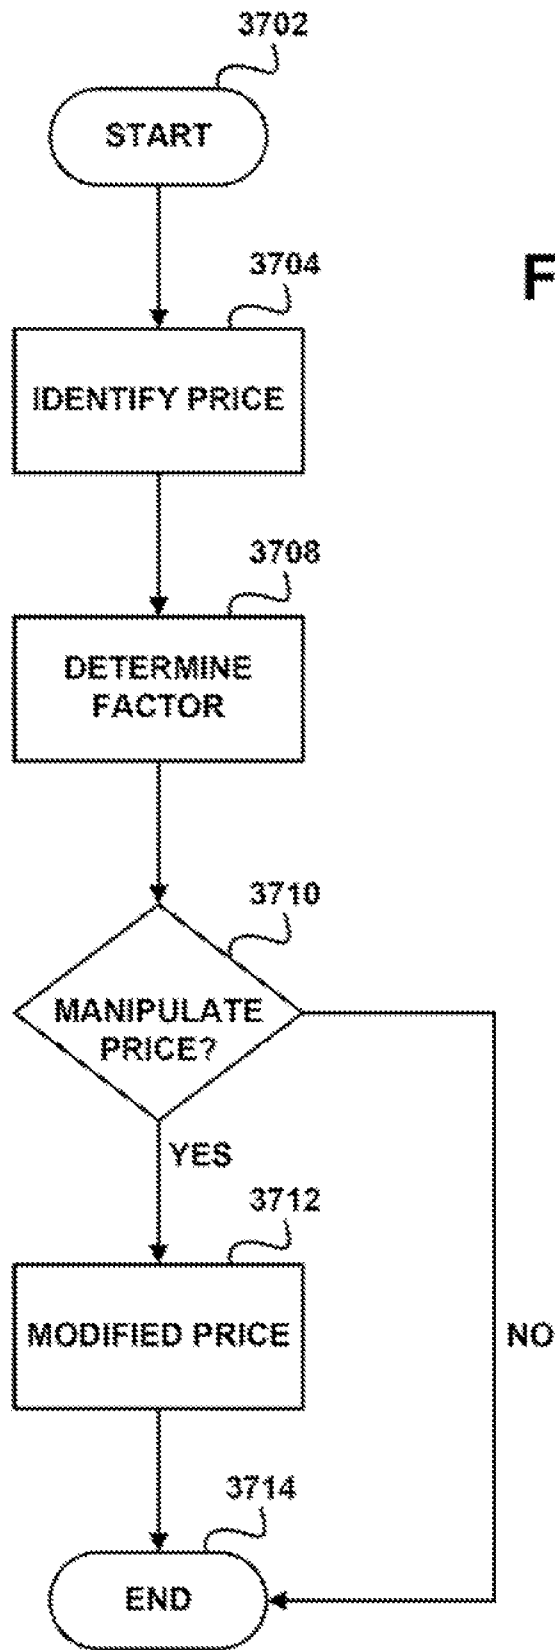 3702
START
3704
F
IDENTIFY PRICE
3708
DETERMINE
FACTOR
3710
MANIPULATE
PRICE?
YES
3712
MODIFIED PRICE
NO
3714
END